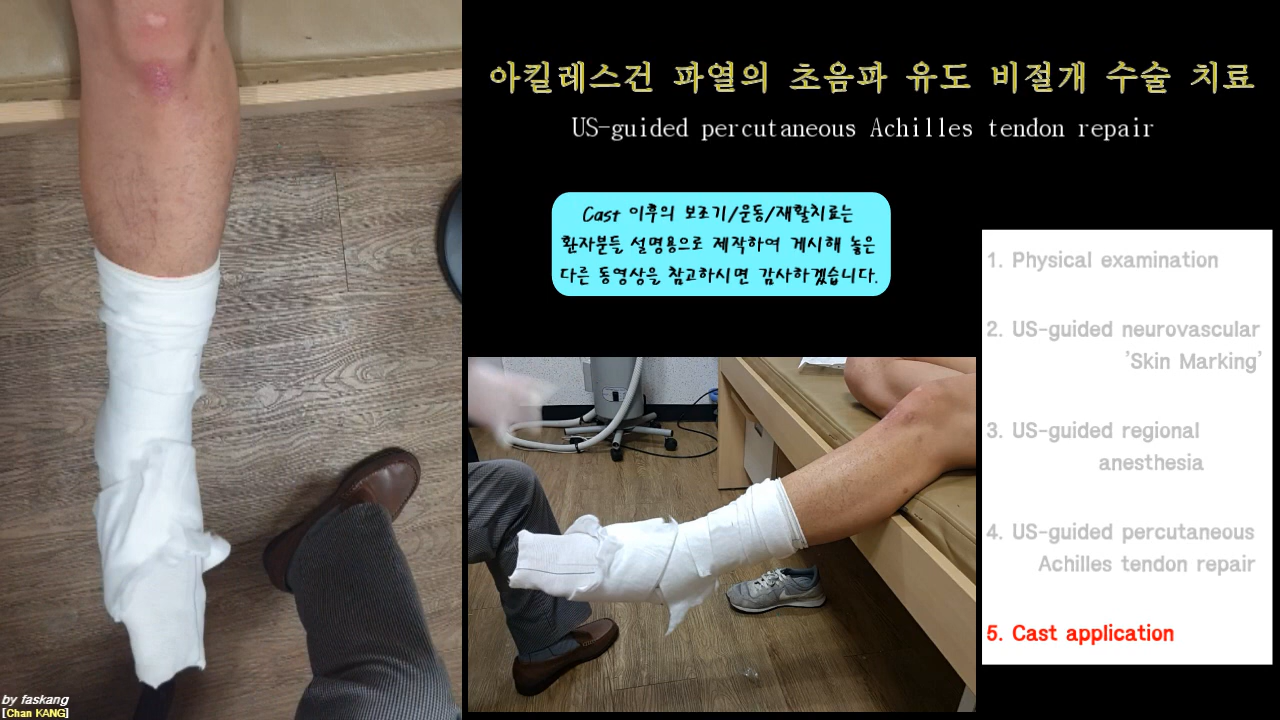 아킬레스건 파열의 초음파 유도 비절개 수술 치료
US-guided percutaneous Achilles tendon repair
Cast 이후의 보조기/운동/재활치료는
환자분들 설명용으로 제작하여 게시해 놓은
다른 동영상을 참고하시면 감사하겠습니다.
1. Physical examination
2. US-guided neurovascular
'Skin Marking'
3. US-guided regional
anesthesia
4. US-guided percutaneous
Achilles tendon repair
5. Cast application
by faskang
[Chan KANG]